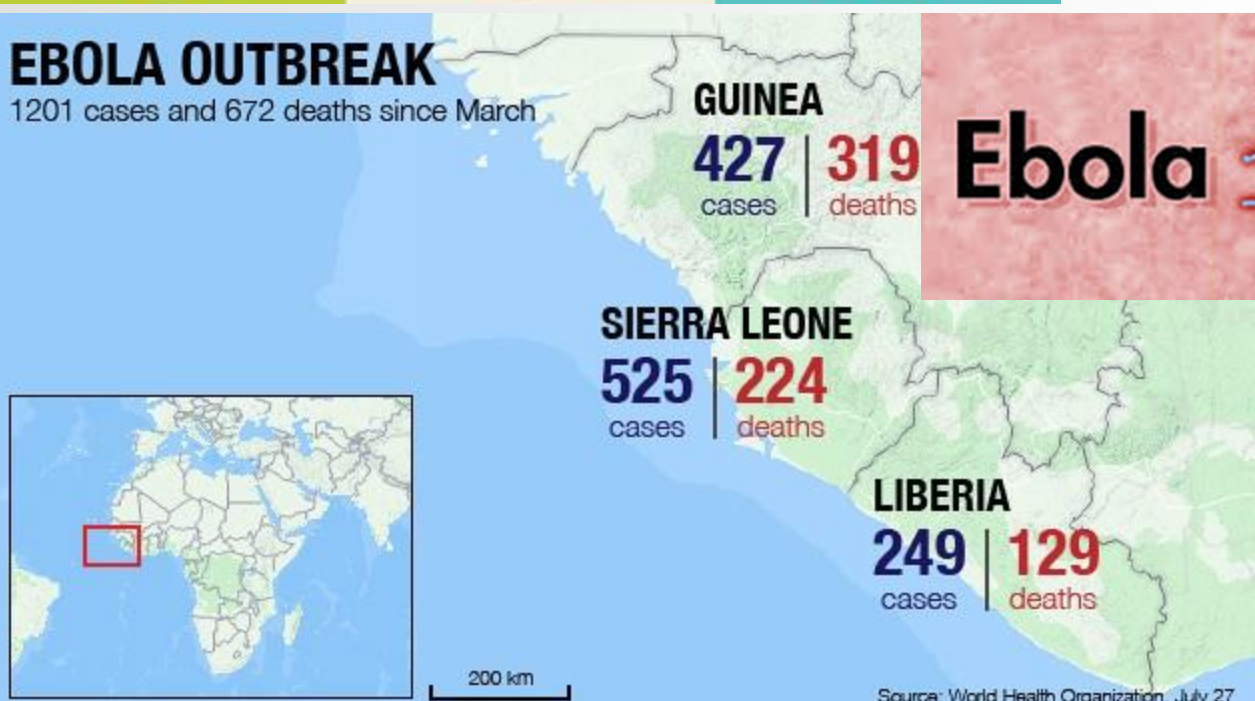 EBOLA OUTBREAK
1201 cases and 672 deaths since March
GUINEA
427 319
cases deaths
Ebola
SIERRA LEONE
525 224
cases deaths
LIBERIA
249 129
cases deaths
200 km
Source: World Health Organization, July 27